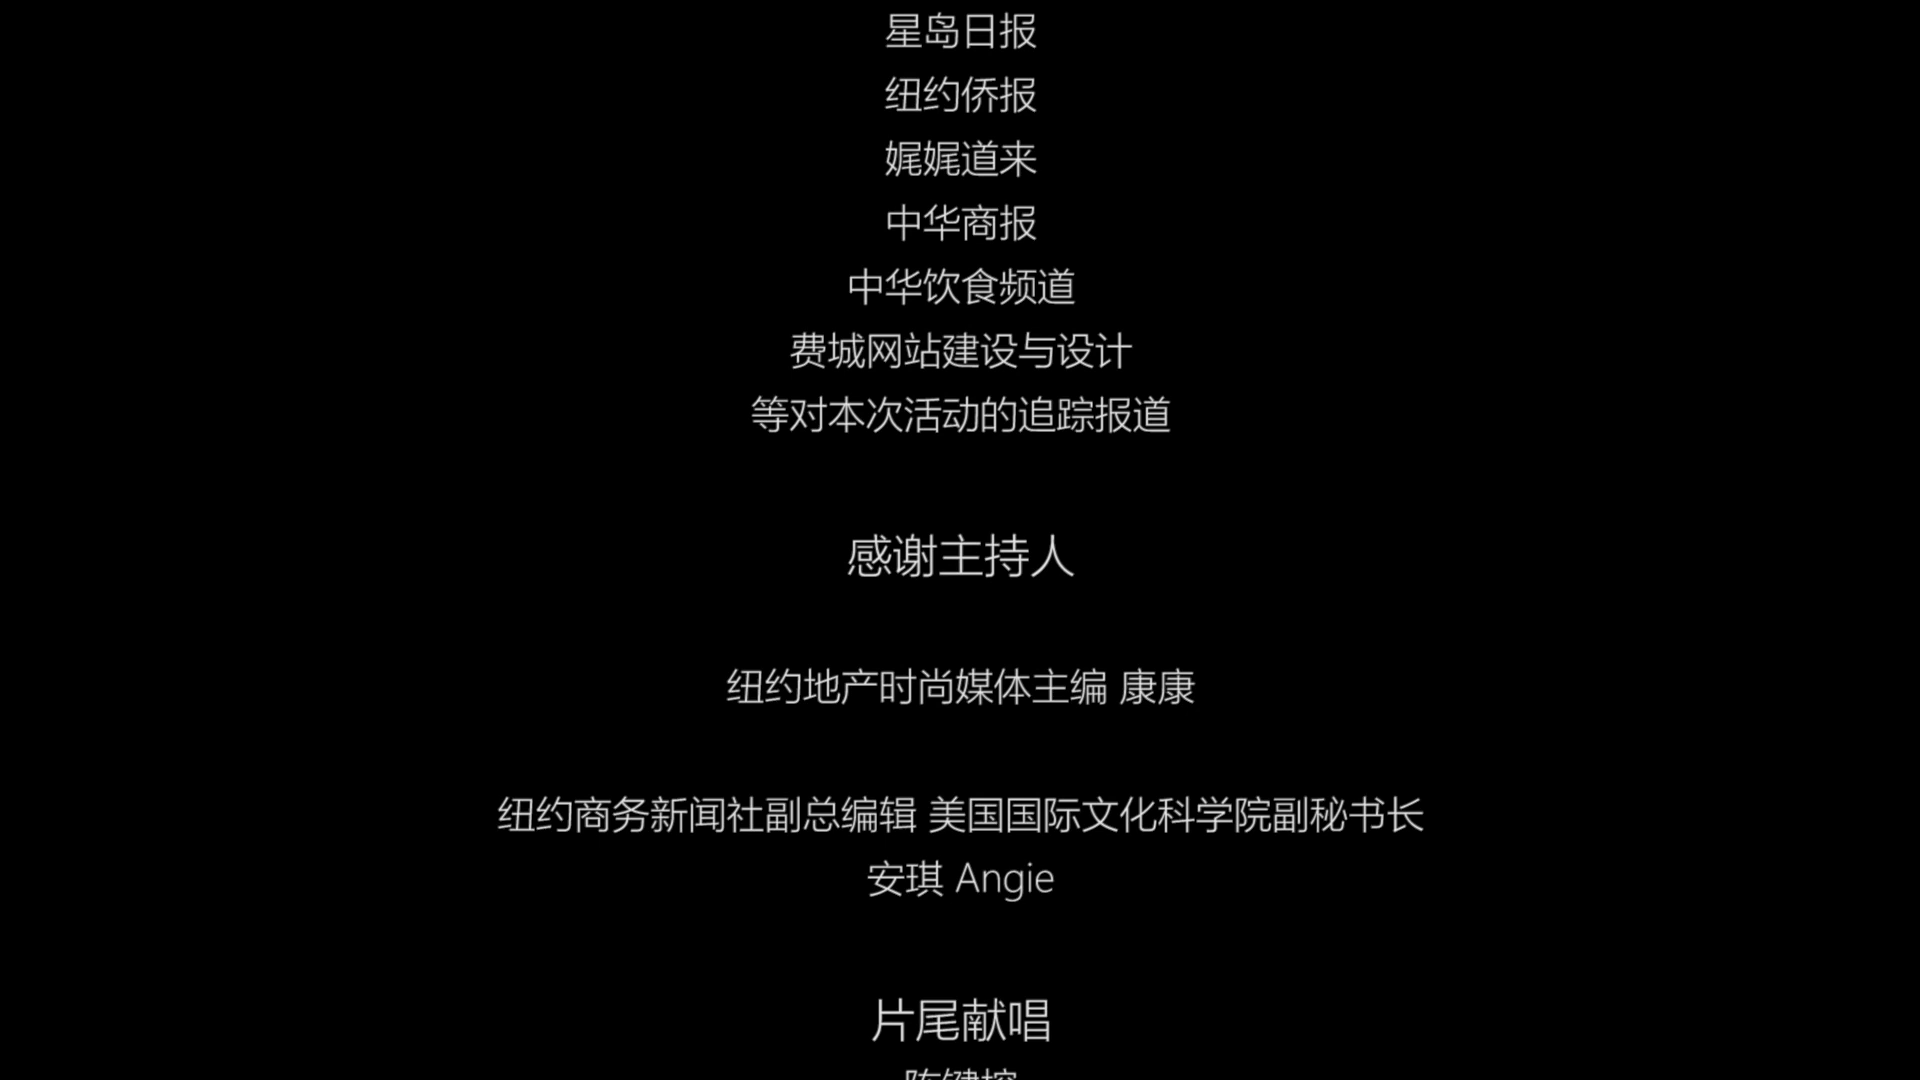 星岛日报
纽约侨报
娓娓道来
中华商报
中华饮食频道
费城网站建设与设计
等对本次活动的追踪报道
感谢主持人
纽约地产时尚媒体主编 康康
纽约商务新闻社副总编辑 美国国际文化科学院副秘书长
安琪 Angie
片尾献唱